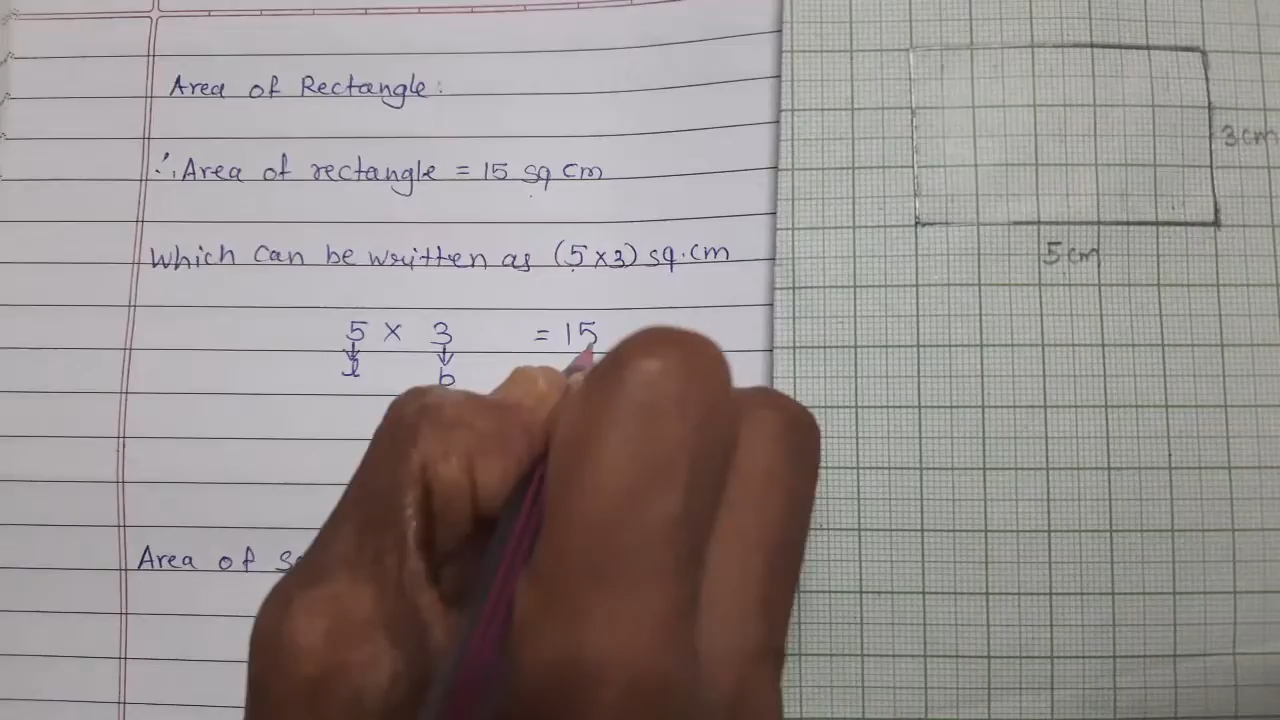 Area of Rectangle:
∴ Area of rectangle = 15 sq cm
Which can be written as (5 × 3) sq.cm
5 × 3 = 15
↓ ↓
l b
Area of
3cm
5cm